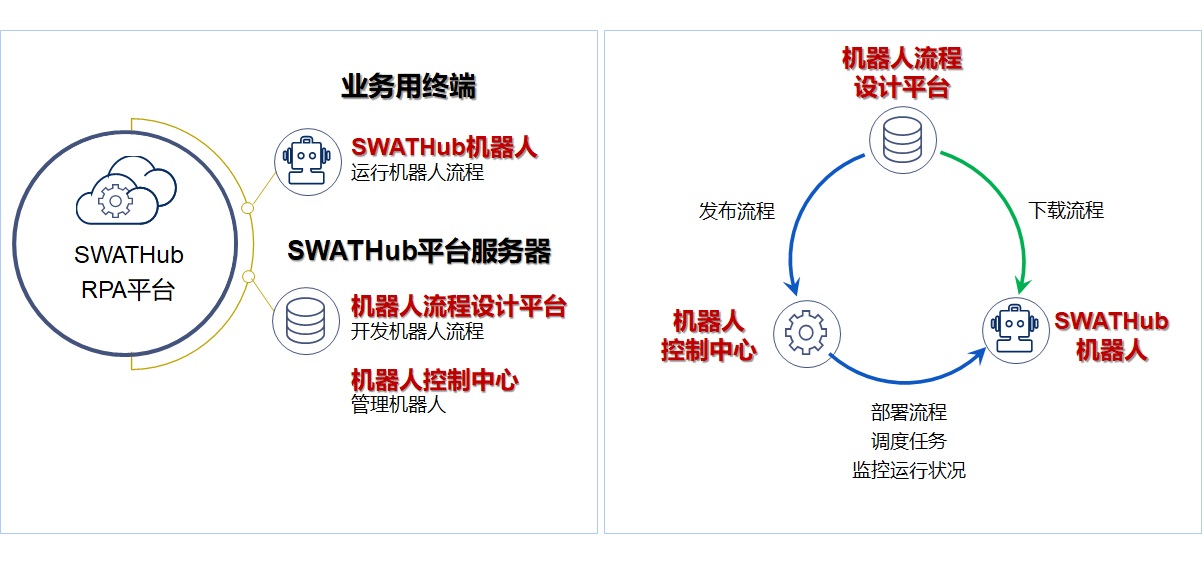 业务用终端
SWATHub机器人
运行机器人流程
SWATHub
RPA平台
SWATHub平台服务器
机器人流程设计平台
开发机器人流程
机器人控制中心
管理机器人
机器人流程
设计平台
发布流程
下载流程
机器人
控制中心
SWATHub
机器人
部署流程
调度任务
监控运行状况